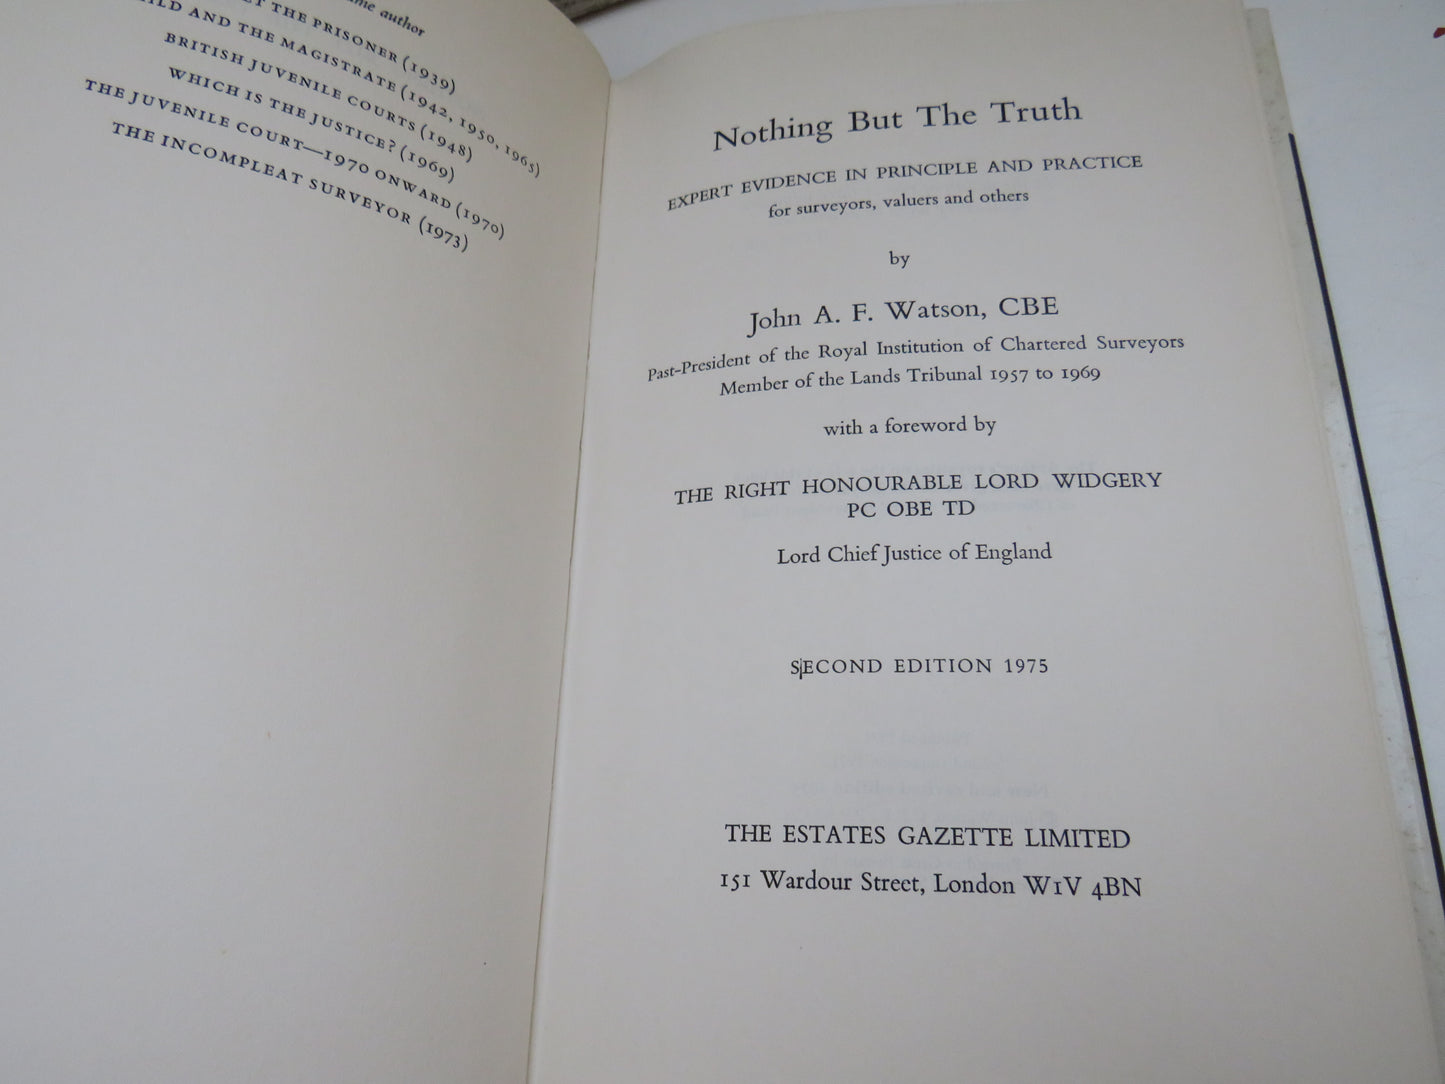 me author
THE PRISONER (1939)
AND THE MAGISTRATE (1942, 1950, 1965)
BRITISH JUVENILE COURTS (1948)
WHICH IS THE JUSTICE? (1969)
THE JUVENILE COURT—1970 ONWARD (1970)
THE INCOMPLEAT SURVEYOR (1973)
Nothing But The Truth
EXPERT EVIDENCE IN PRINCIPLE AND PRACTICE
for surveyors, valuers and others
by
John A. F. Watson, CBE
Past-President of the Royal Institution of Chartered Surveyors
Member of the Lands Tribunal 1957 to 1969
with a foreword by
THE RIGHT HONOURABLE LORD WIDGERY
PC OBE TD
Lord Chief Justice of England
SECOND EDITION 1975
THE ESTATES GAZETTE LIMITED
151 Wardour Street, London W1V 4BN